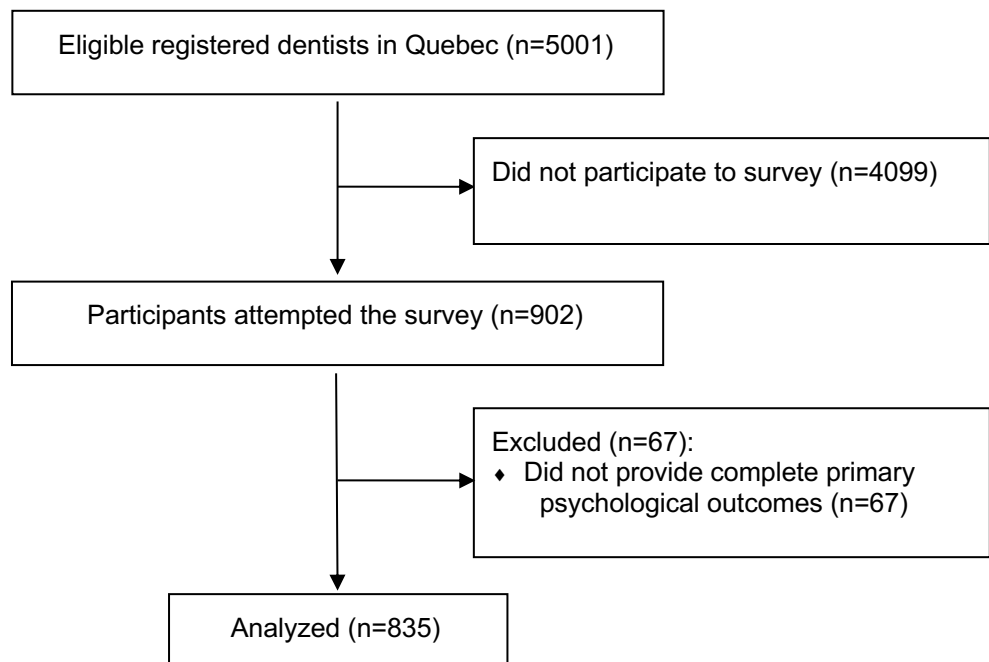 Eligible registered dentists in Quebec (n=5001)
Did not participate to survey (n=4099)
Participants attempted the survey (n=902)
Excluded (n=67):
♦ Did not provide complete primary
psychological outcomes (n=67)
Analyzed (n=835)